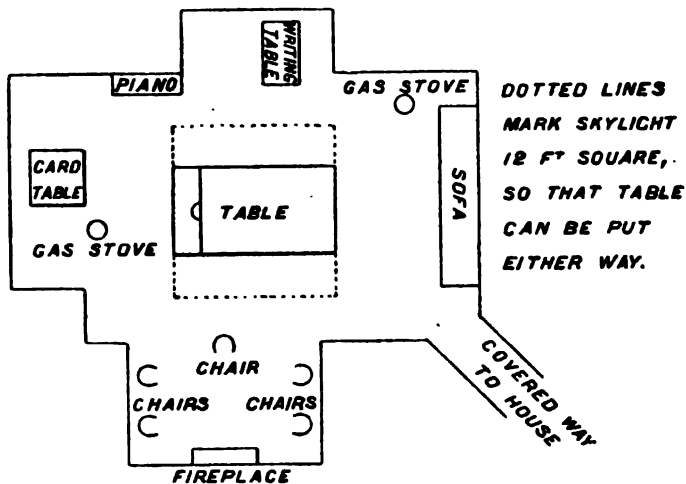 WRITING
TABLE
PIANO
GAS STOVE
DOTTED LINES
MARK SKYLIGHT
12 FT SQUARE,
SO THAT TABLE
CAN BE PUT
EITHER WAY.
CARD
TABLE
TABLE
SOFA
GAS STOVE
CHAIR
CHAIRS
CHAIRS
COVERED WAY
TO HOUSE
FIREPLACE